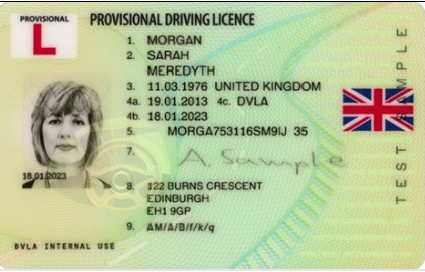 PROVISIONAL
L
PROVISIONAL DRIVING LICENCE
1. MORGAN
2. SARAH
MEREDYTH
3. 11.03.1976 UNITED KINGDOM
4a. 19.01.2013 4c. DVLA
4b. 18.01.2023
5. MORGA753116SM9IJ 35
7. A. Sample
18.01.2023
8. 122 BURNS CRESCENT
EDINBURGH
EH1 9GP
9. AM/A/B/f/k/q
DVLA INTERNAL USE
TEST SAMPLE